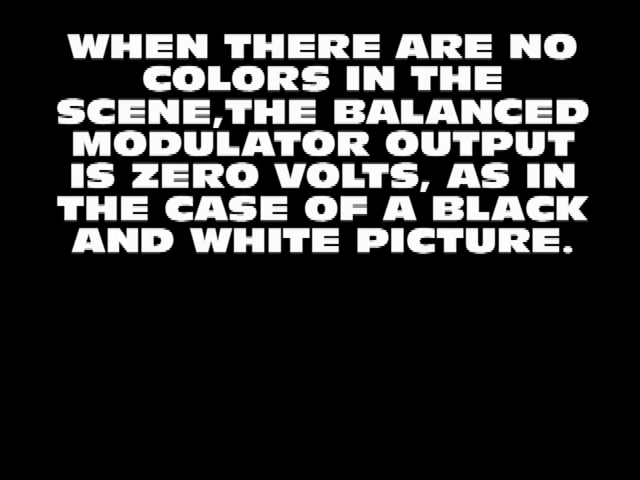 WHEN THERE ARE NO
COLORS IN THE
SCENE,THE BALANCED
MODULATOR OUTPUT
IS ZERO VOLTS, AS IN
THE CASE OF A BLACK
AND WHITE PICTURE.